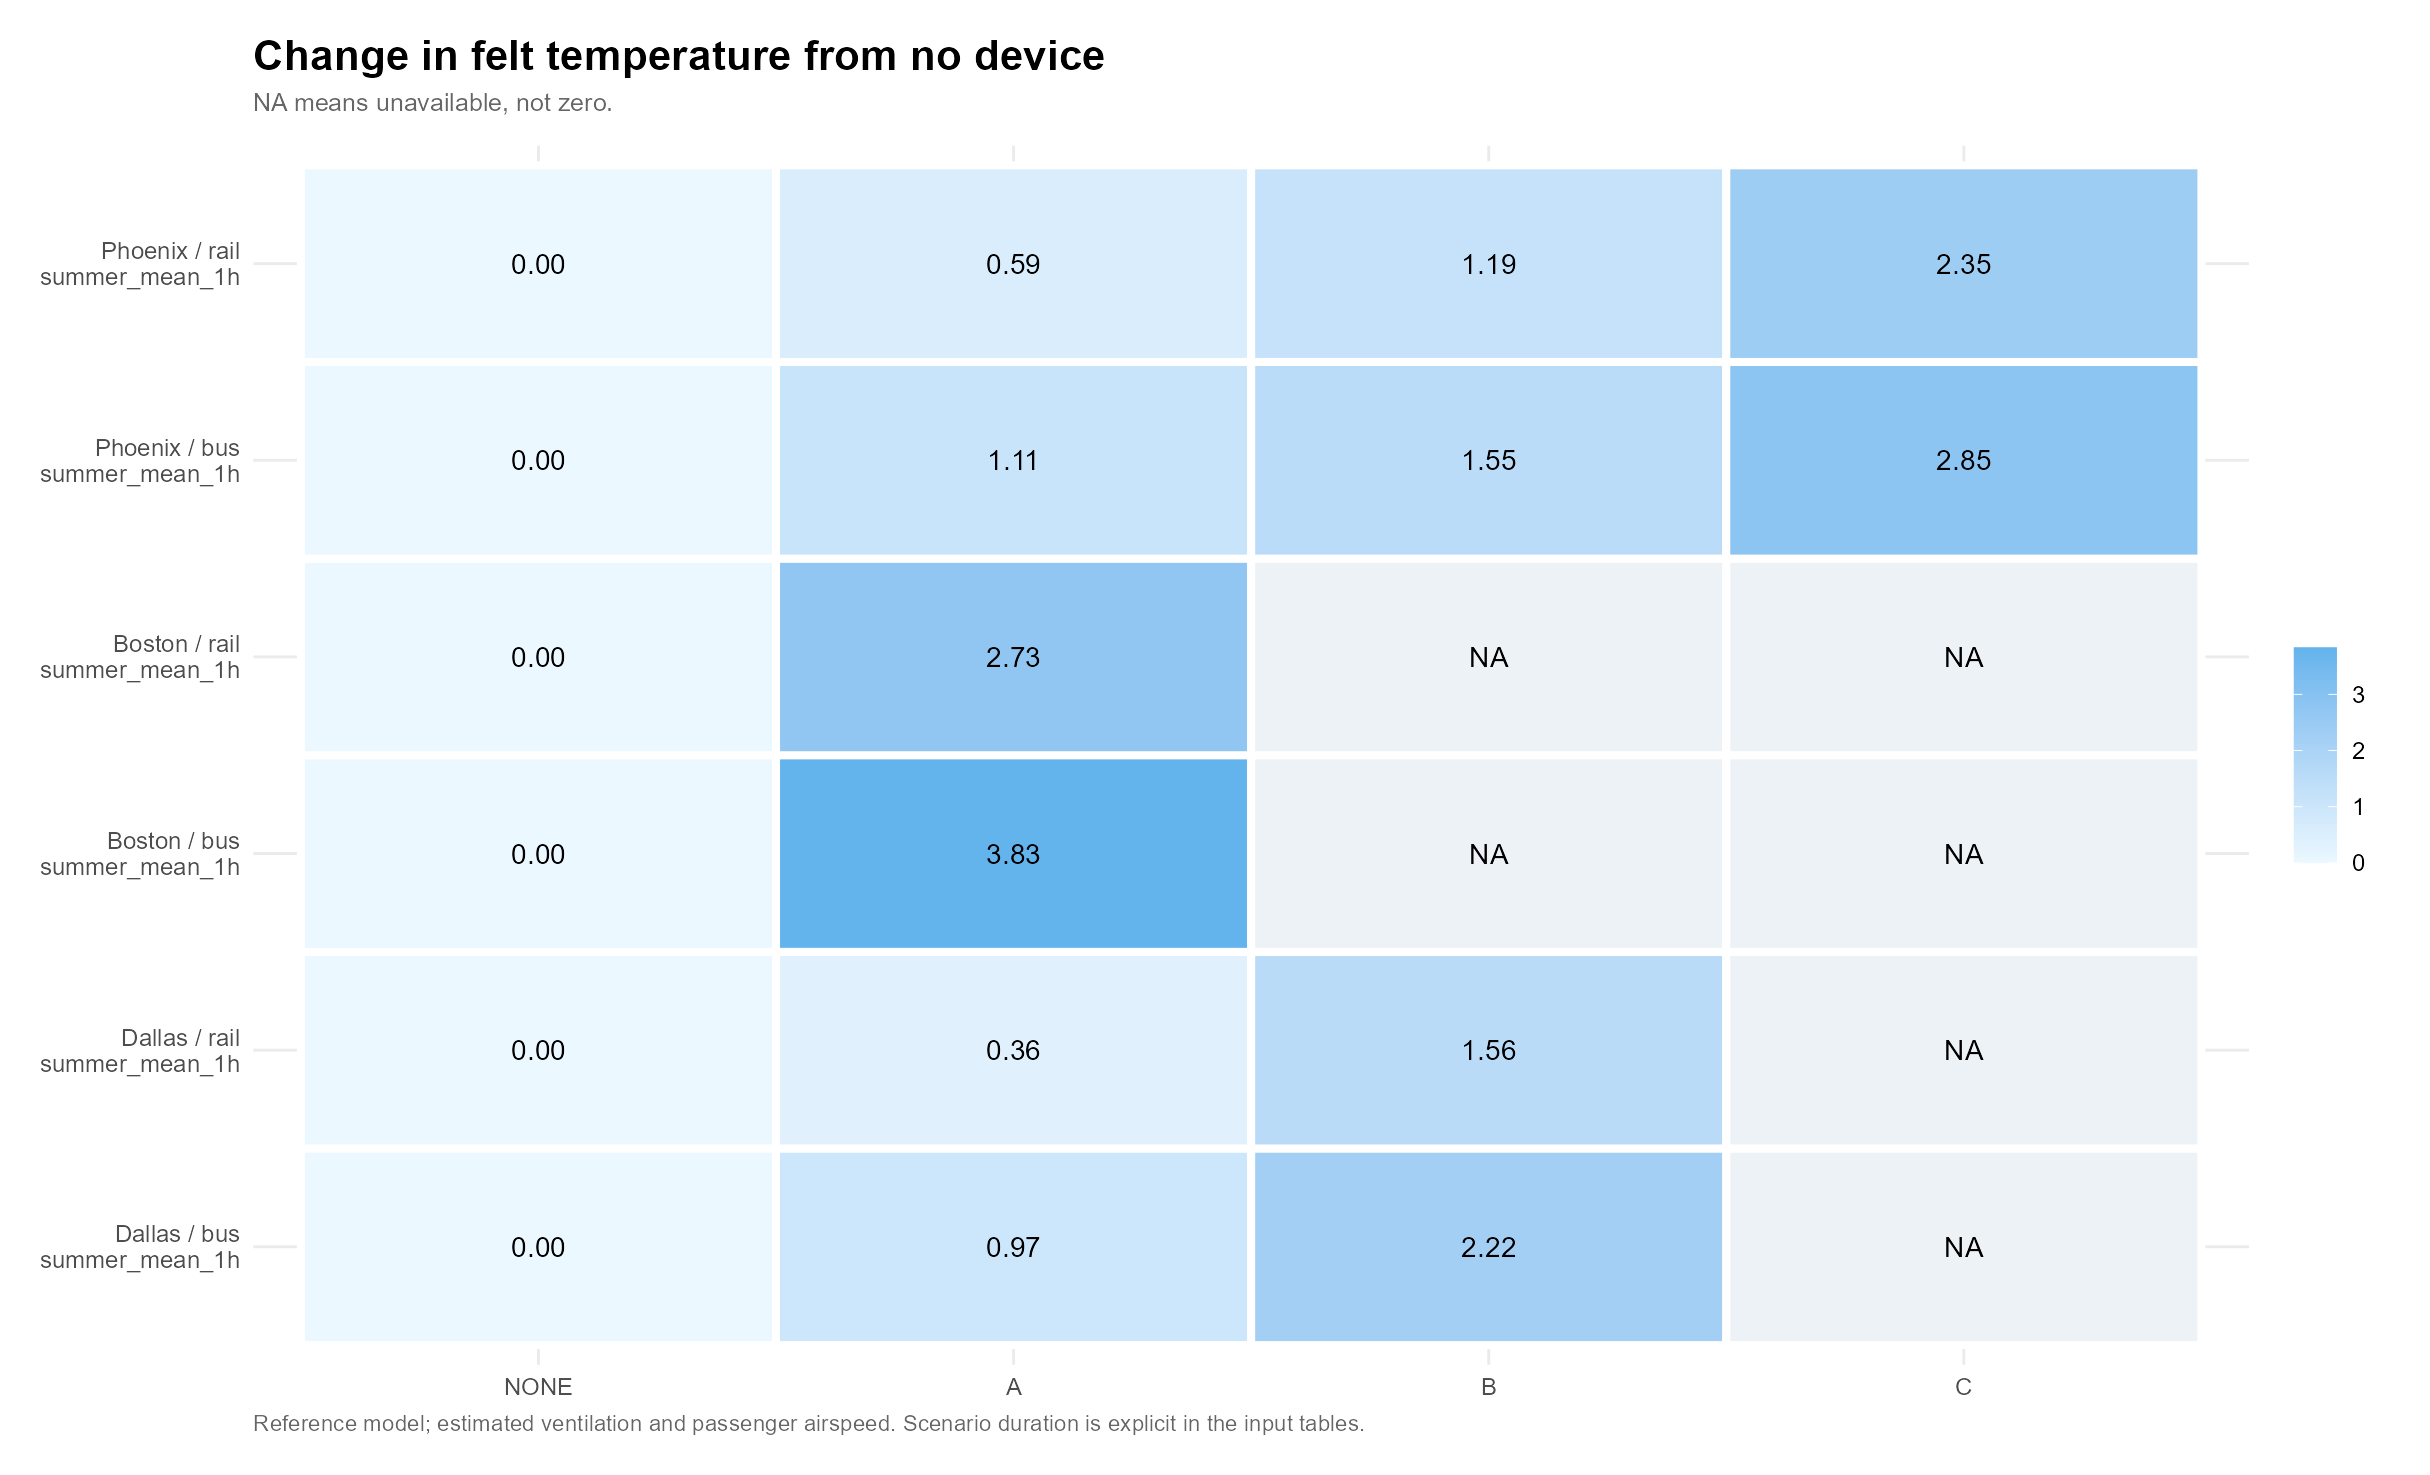 Change in felt temperature from no device
NA means unavailable, not zero.
Phoenix / rail
summer_mean_1h
0.00
0.59
1.19
2.35
Phoenix / bus
summer_mean_1h
0.00
1.11
1.55
2.85
Boston / rail
summer_mean_1h
0.00
2.73
NA
NA
Boston / bus
summer_mean_1h
0.00
3.83
NA
NA
Dallas / rail
summer_mean_1h
0.00
0.36
1.56
NA
Dallas / bus
summer_mean_1h
0.00
0.97
2.22
NA
3
2
1
0
NONE
A
B
C
Reference model; estimated ventilation and passenger airspeed. Scenario duration is explicit in the input tables.